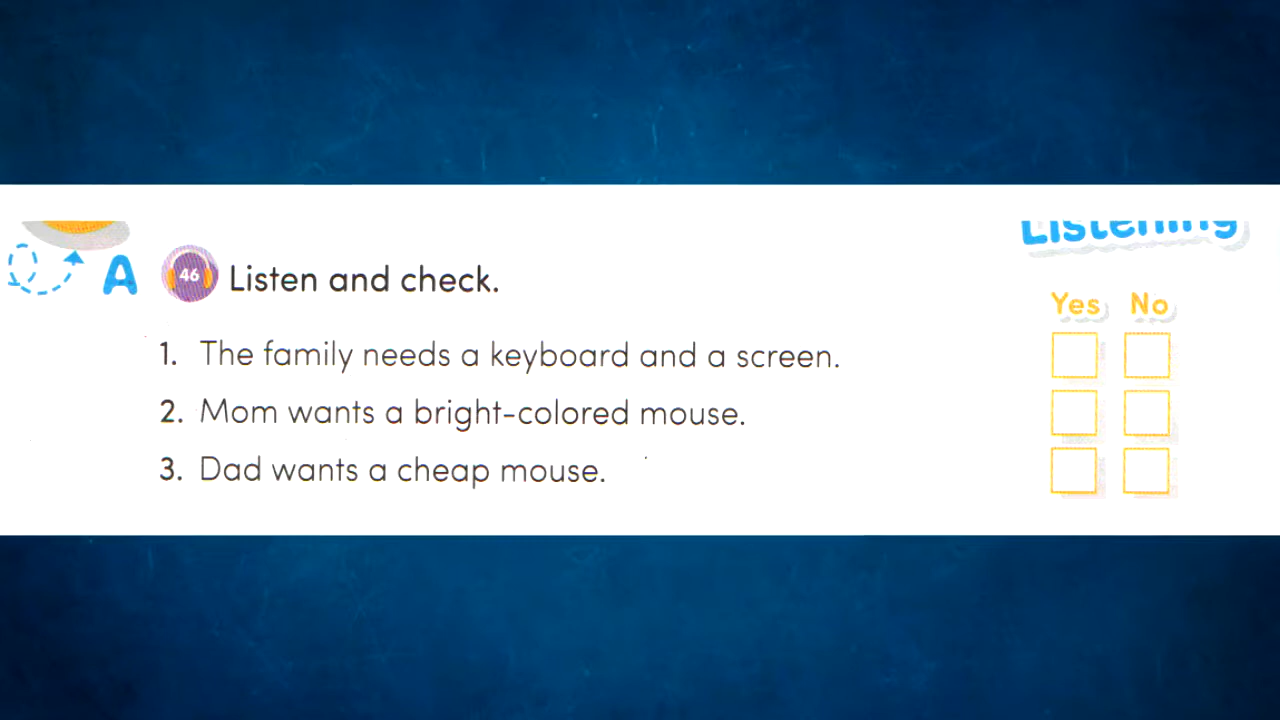 Listening
A 46 Listen and check.
Yes No
1. The family needs a keyboard and a screen.
2. Mom wants a bright-colored mouse.
3. Dad wants a cheap mouse.